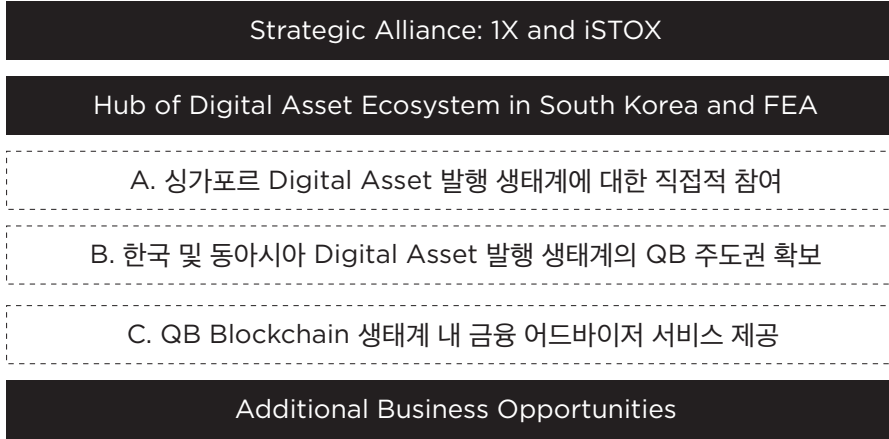 Strategic Alliance: 1X and iSTOX
Hub of Digital Asset Ecosystem in South Korea and FEA
A. 싱가포르 Digital Asset 발행 생태계에 대한 직접적 참여
B. 한국 및 동아시아 Digital Asset 발행 생태계의 QB 주도권 확보
C. QB Blockchain 생태계 내 금융 어드바이저 서비스 제공
Additional Business Opportunities